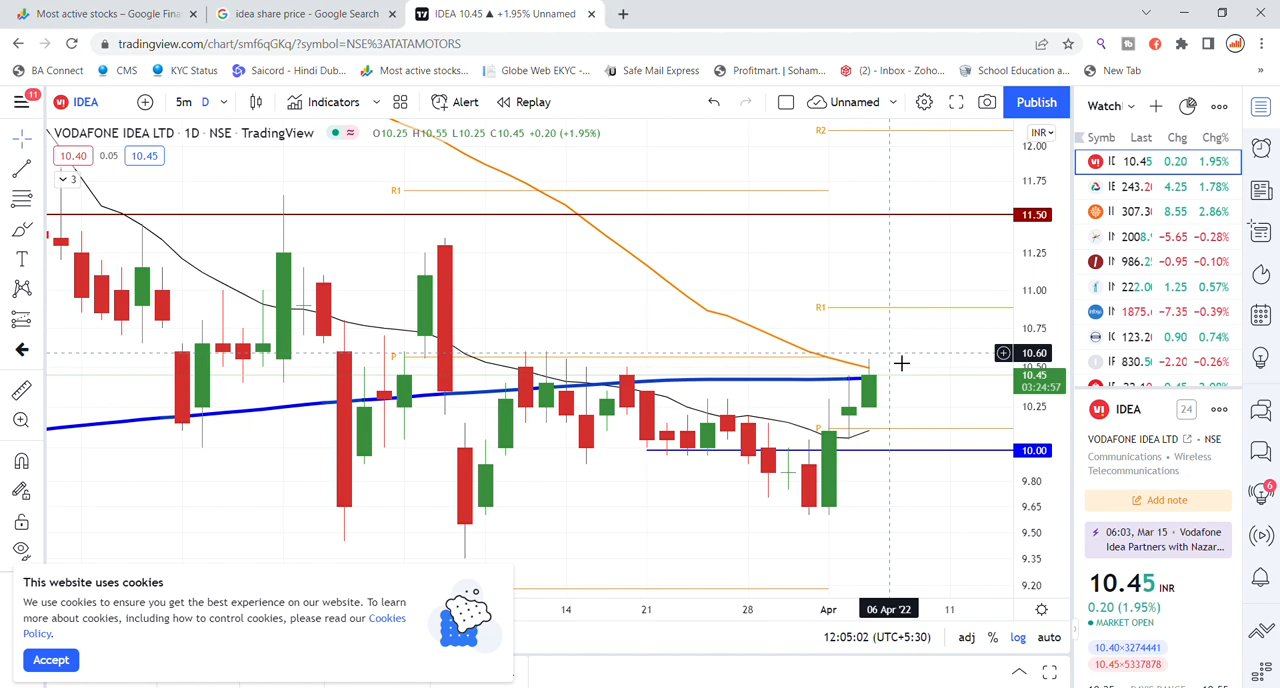 Most active stocks – Google Fina
idea share price - Google Search
IDEA 10.45 ▲ +1.95% Unnamed
tradingview.com/chart/smf6qGKq/?symbol=NSE%3ATATAMOTORS
BA Connect
CMS
KYC Status
Saicord - Hindi Dub...
Most active stocks...
Globe Web EKYC -...
Safe Mail Express
Profitmart. | Soham...
(2) - Inbox - Zoho...
School Education a...
New Tab
»
11
IDEA
5m
D
Indicators
Alert
Replay
Unnamed
Publish
Watch
VODAFONE IDEA LTD · 1D · NSE · TradingView
O10.25 H10.55 L10.25 C10.45 +0.20 (+1.95%)
10.40
0.05
10.45
3
R2
R1
R1
P
P
INR
12.00
11.75
11.50
11.25
11.00
10.75
10.60
10.50
10.45
03:24:57
10.25
10.00
9.80
9.65
9.50
9.35
9.20
14
21
28
Apr
06 Apr '22
11
12:05:02 (UTC+5:30)
adj
%
log
auto
Symb Last Chg Chg%
10.45 0.20 1.95%
243.20 4.25 1.78%
307.30 8.55 2.86%
2008. −5.65 −0.28%
986.25 −0.95 −0.10%
222.00 1.25 0.57%
1875. −7.35 −0.39%
123.20 0.90 0.74%
830.50 −2.20 −0.26%
IDEA
24
VODAFONE IDEA LTD
NSE
Communications • Wireless
Telecommunications
Add note
06:03, Mar 15 • Vodafone
Idea Partners with Nazar...
10.45 INR
0.20 (1.95%)
MARKET OPEN
10.40×3274441
10.45×5337878
6
This website uses cookies
We use cookies to ensure you get the best experience on our website. To learn
more about cookies, including how to control cookies, please read our Cookies
Policy.
Accept